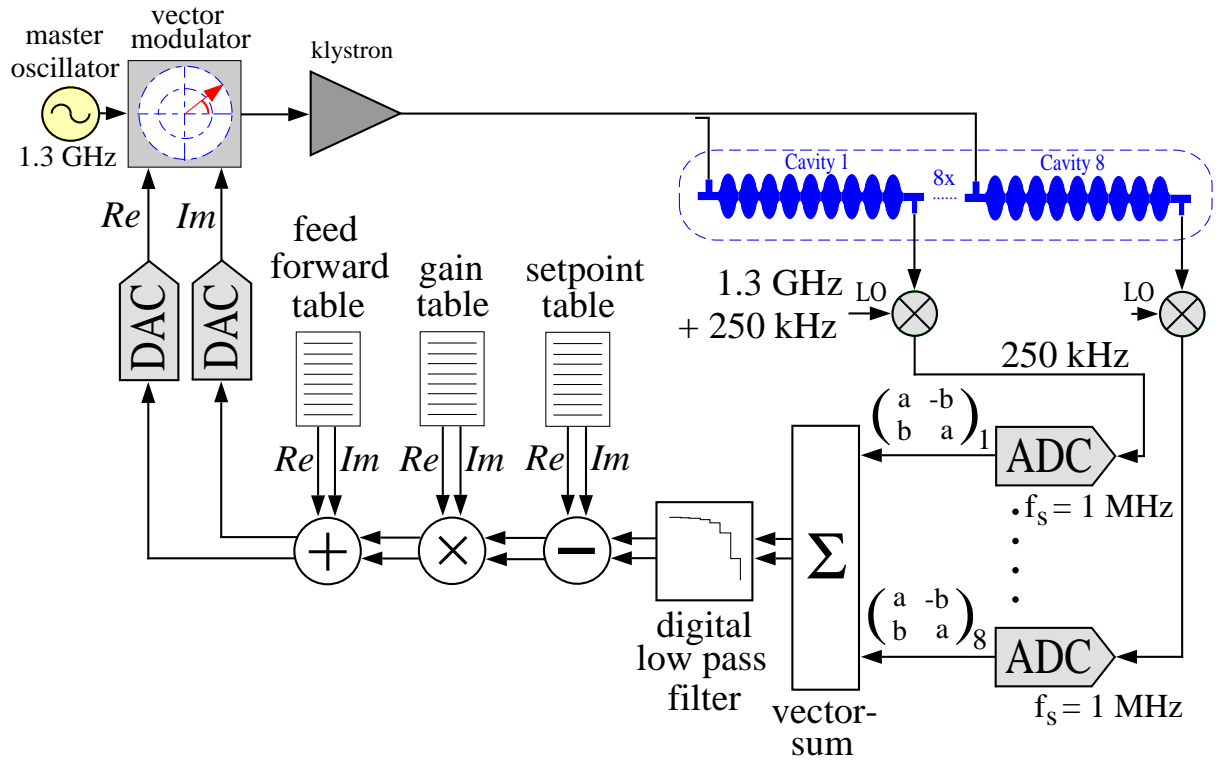 master
oscillator
1.3 GHz
vector
modulator
klystron
Cavity 1
8x
Cavity 8
Re
Im
DAC
DAC
feed
forward
table
gain
table
setpoint
table
1.3 GHz
+ 250 kHz
LO
LO
250 kHz
Re Im
Re Im
Re Im
+
×
−
Σ
digital
low pass
filter
vector-
sum
( a -b
b a ) 1
ADC
fs = 1 MHz
( a -b
b a ) 8
ADC
fs = 1 MHz